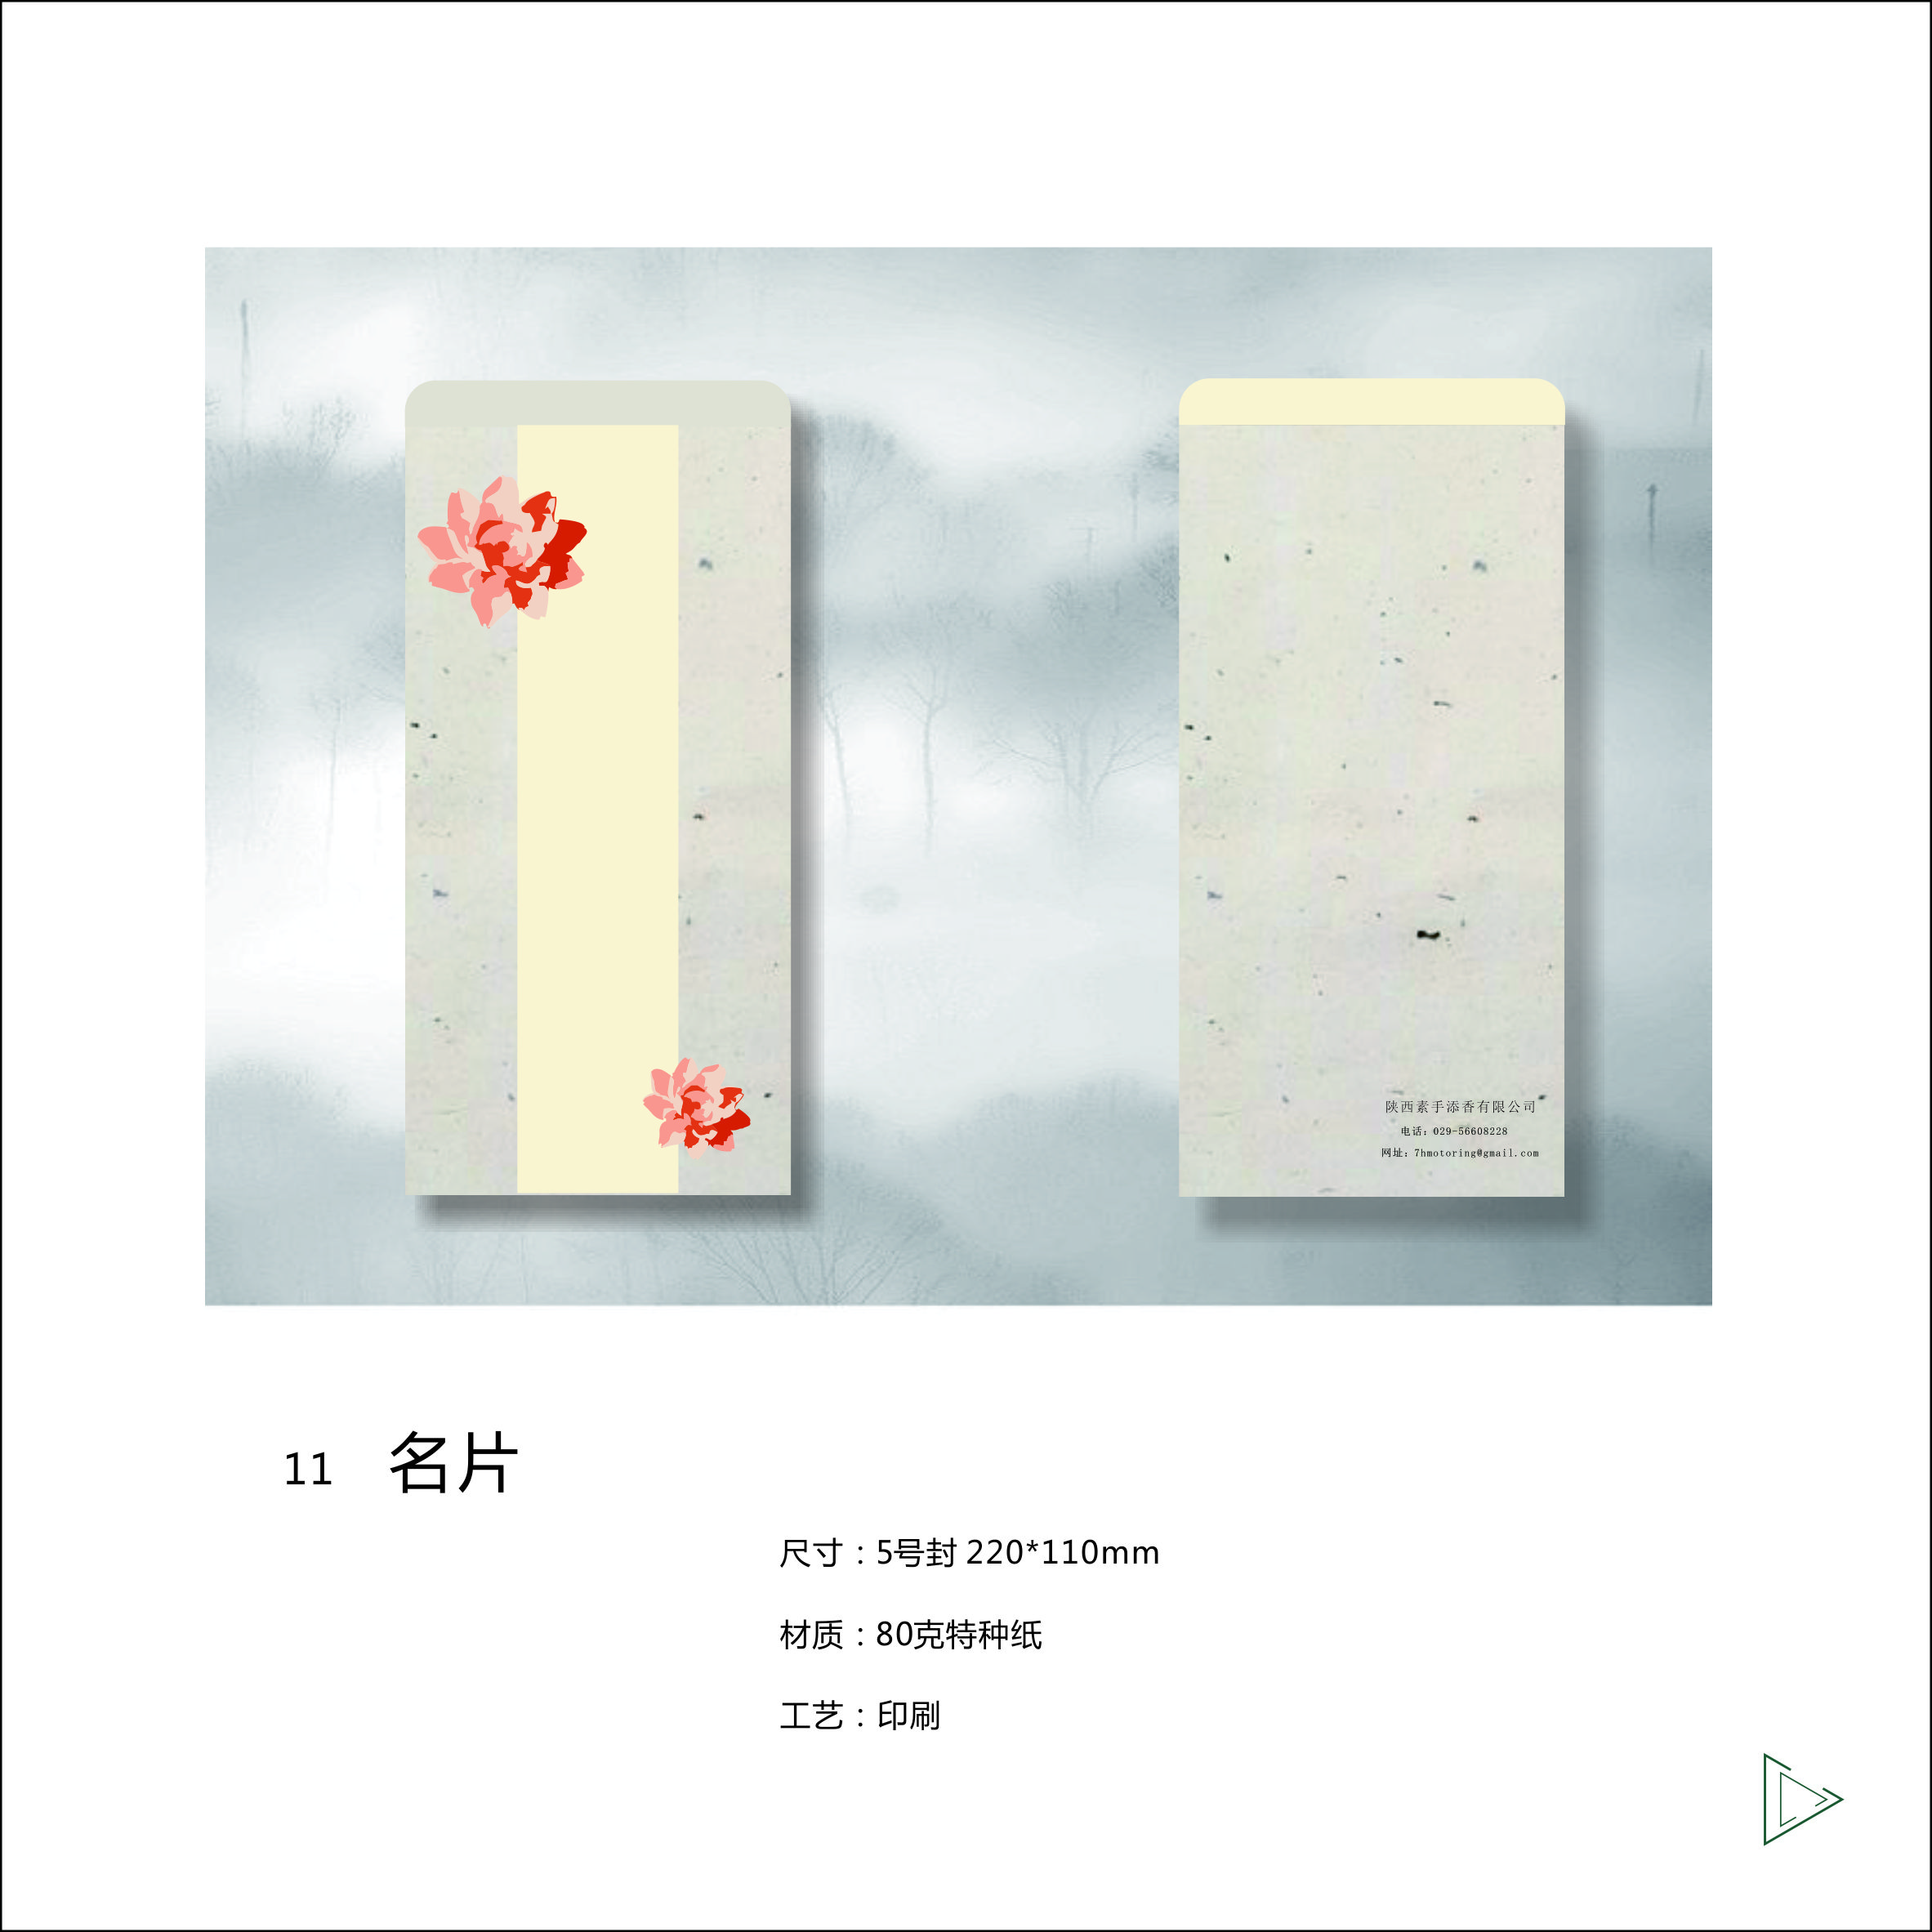 陕西素手添香有限公司
电话：029-56608228
网址：7hmotoring@gmail.com
11 名片
尺寸：5号封 220*110mm
材质：80克特种纸
工艺：印刷